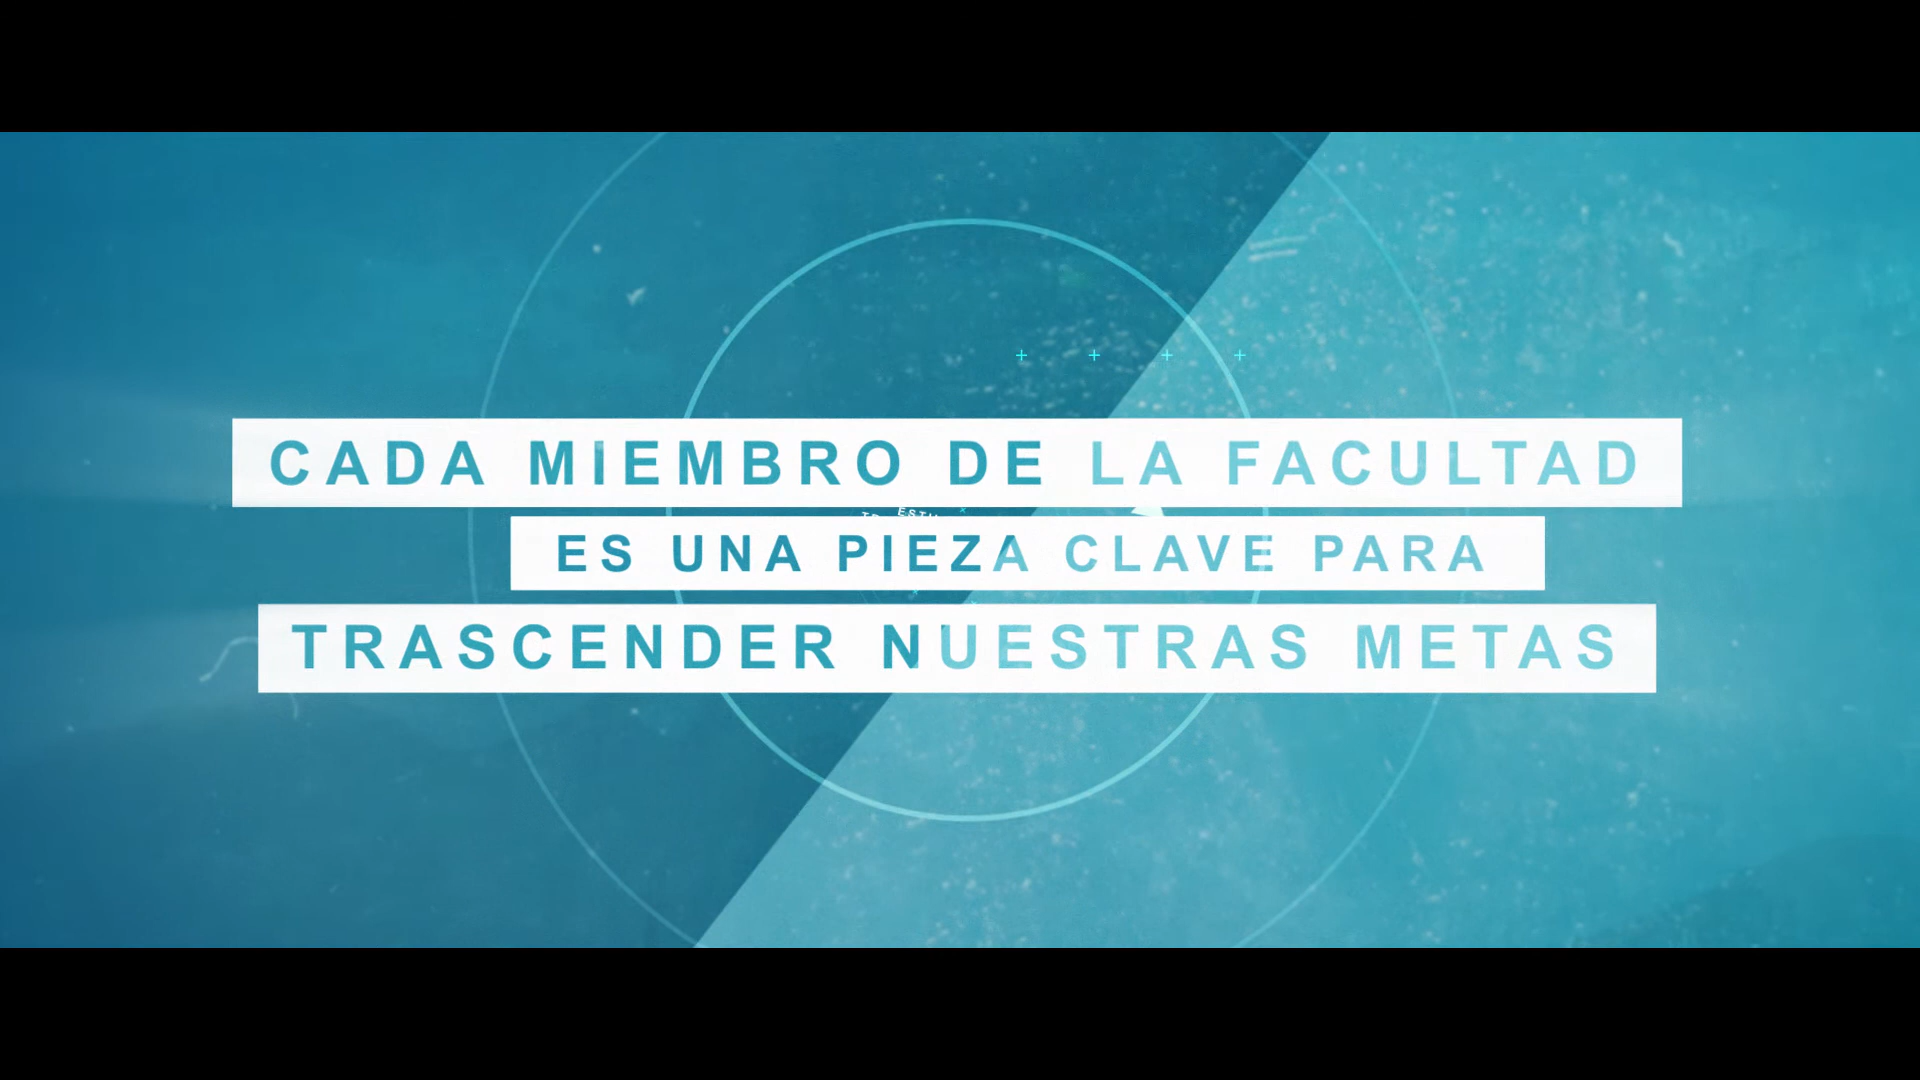 CADA MIEMBRO DE LA FACULTAD
ES UNA PIEZA CLAVE PARA
TRASCENDER NUESTRAS METAS